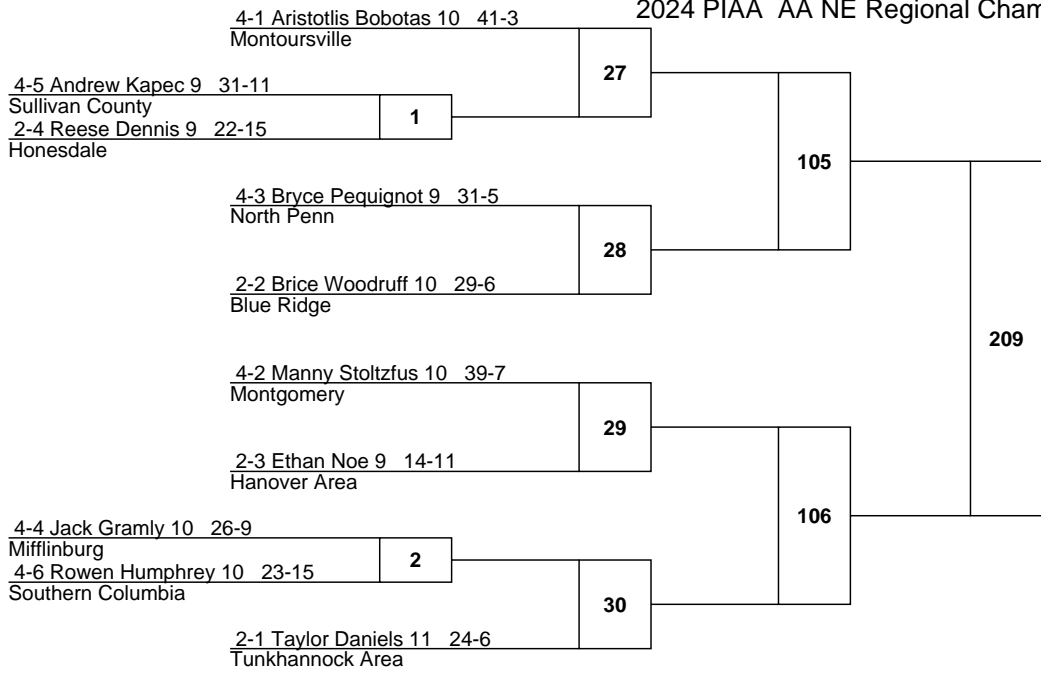 2024 PIAA AA NE Regional Cham
4-1 Aristotlis Bobotas 10 41-3
Montoursville
27
4-5 Andrew Kapec 9 31-11
Sullivan County
1
2-4 Reese Dennis 9 22-15
Honesdale
105
4-3 Bryce Pequignot 9 31-5
North Penn
28
2-2 Brice Woodruff 10 29-6
Blue Ridge
209
4-2 Manny Stoltzfus 10 39-7
Montgomery
29
2-3 Ethan Noe 9 14-11
Hanover Area
106
4-4 Jack Gramly 10 26-9
Mifflinburg
2
4-6 Rowen Humphrey 10 23-15
Southern Columbia
30
2-1 Taylor Daniels 11 24-6
Tunkhannock Area